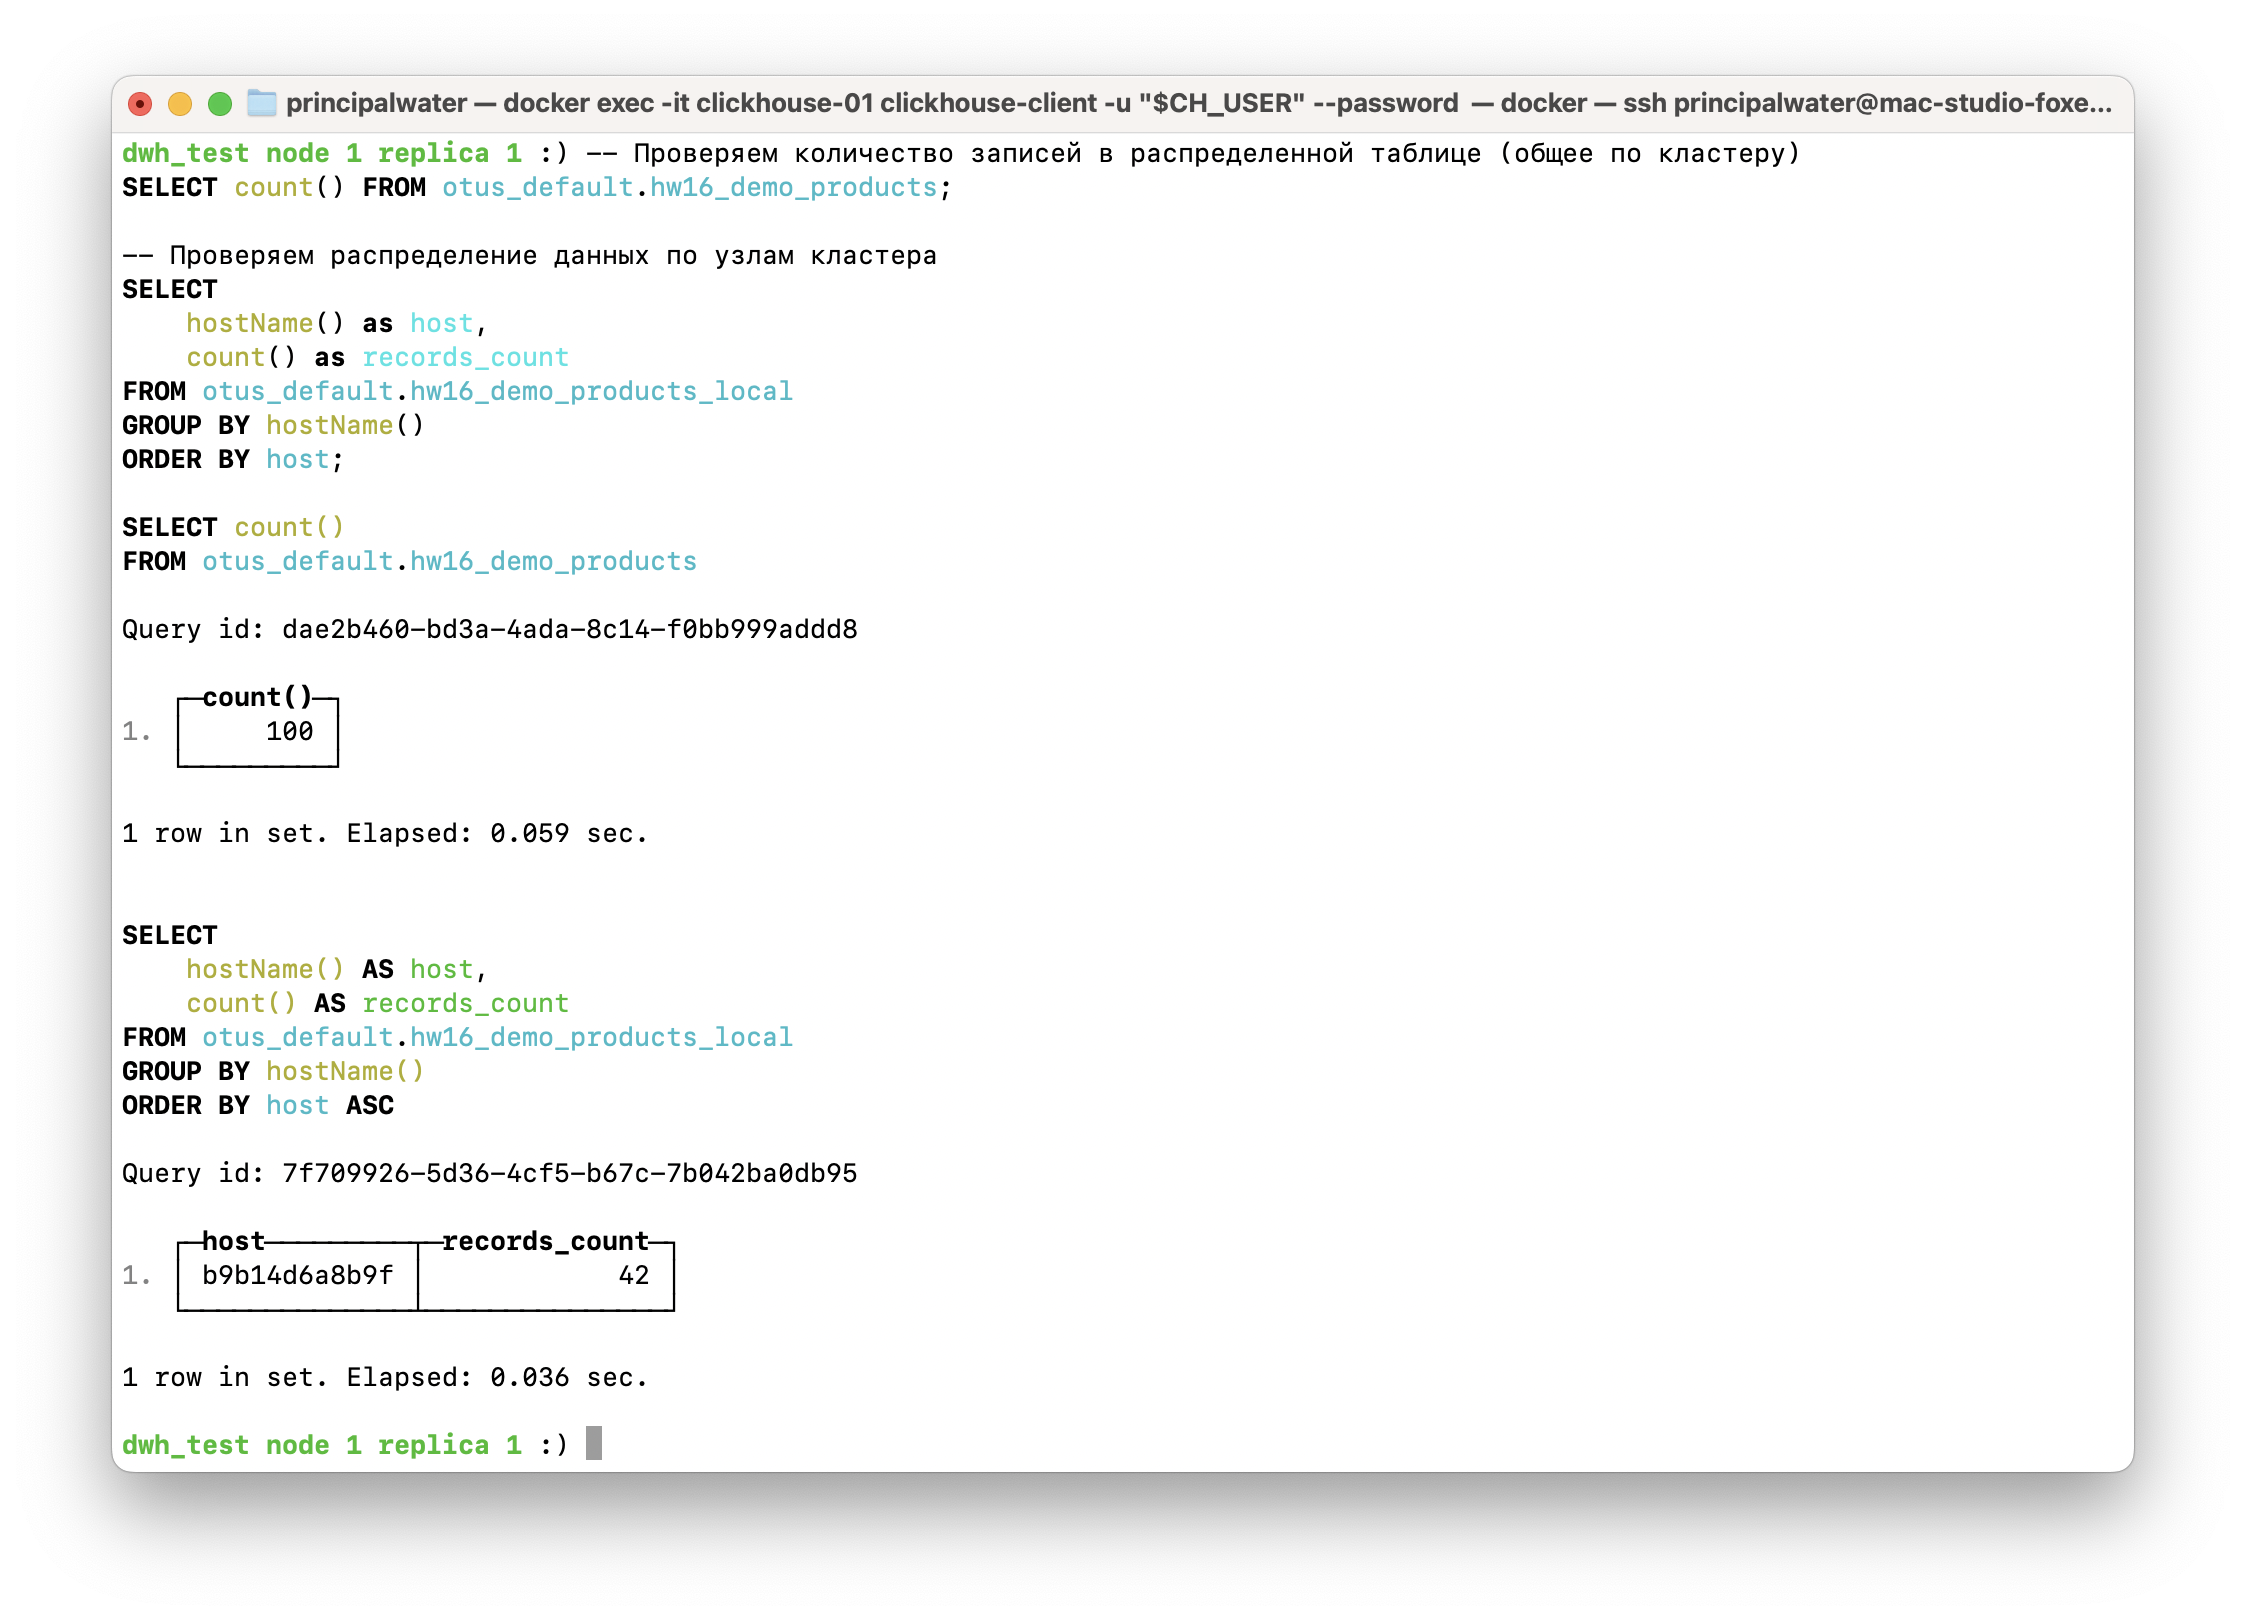 principalwater — docker exec -it clickhouse-01 clickhouse-client -u "$CH_USER" --password — docker — ssh principalwater@mac-studio-foxe...
dwh_test node 1 replica 1 :) -- Проверяем количество записей в распределенной таблице (общее по кластеру)
SELECT count() FROM otus_default.hw16_demo_products;

-- Проверяем распределение данных по узлам кластера
SELECT
    hostName() as host,
    count() as records_count
FROM otus_default.hw16_demo_products_local
GROUP BY hostName()
ORDER BY host;

SELECT count()
FROM otus_default.hw16_demo_products

Query id: dae2b460-bd3a-4ada-8c14-f0bb999addd8

count()
1. 100

1 row in set. Elapsed: 0.059 sec.

SELECT
    hostName() AS host,
    count() AS records_count
FROM otus_default.hw16_demo_products_local
GROUP BY hostName()
ORDER BY host ASC

Query id: 7f709926-5d36-4cf5-b67c-7b042ba0db95

host records_count
1. b9b14d6a8b9f 42

1 row in set. Elapsed: 0.036 sec.

dwh_test node 1 replica 1 :)